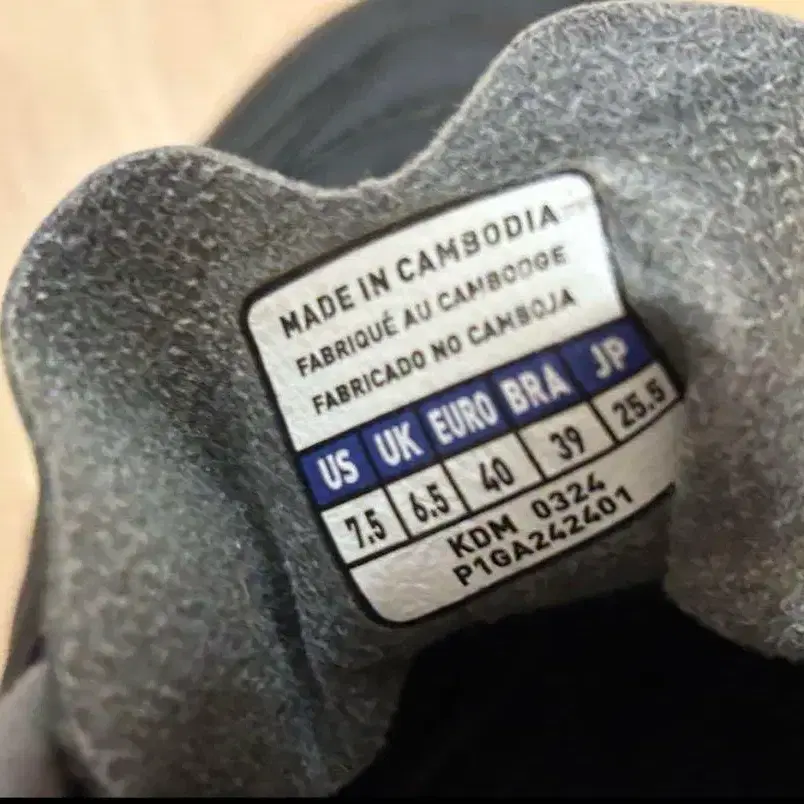 MADE IN CAMBODIA
FABRIQUÉ AU CAMBODGE
FABRICADO NO CAMBOJA
US UK EURO BRA JP
7.5 6.5 40 39 25.5
KDM 0324
P1GA242401